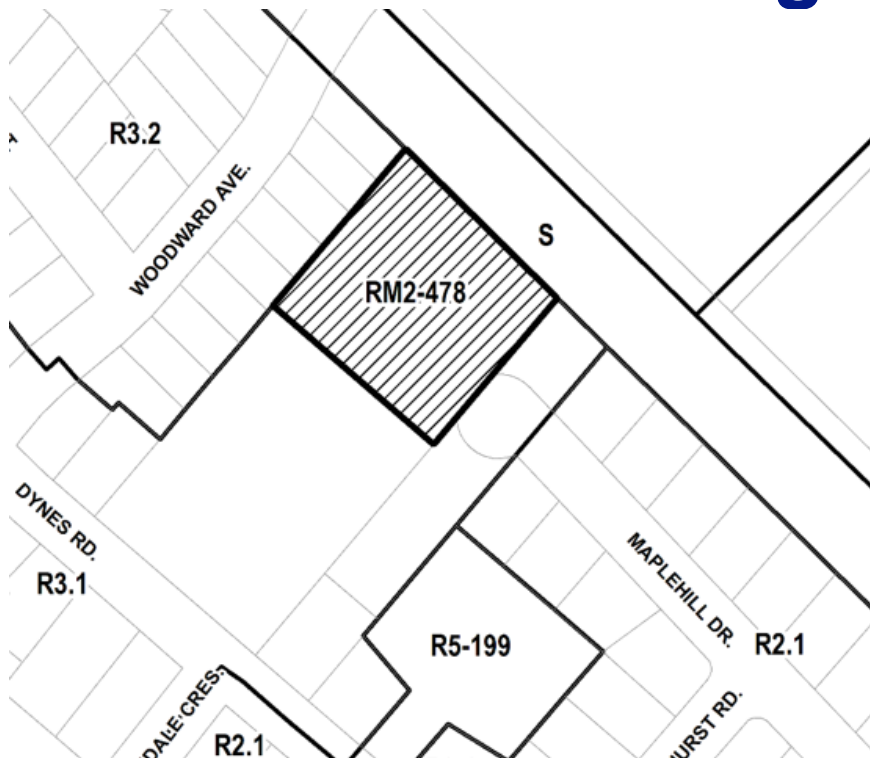 R3.2
WOODWARD AVE.
S
RM2-478
DYNES RD.
R3.1
MAPLEHILL DR.
R5-199
R2.1
DALE CRES.
R2.1
HURST RD.